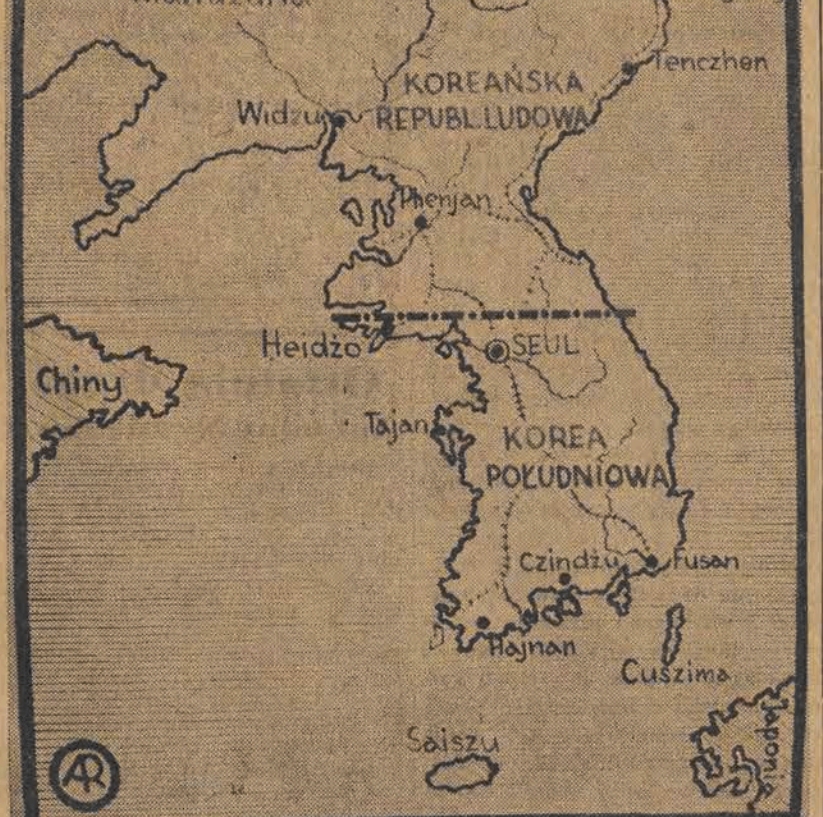 Tenczhen
KOREAŃSKA
REPUBL.LUDOWA
Widzu
Phenjan
Heidżo
SEUL
Chiny
Tajan
KOREA
POŁUDNIOWA
Czindżu
Fusan
Hajnan
Cuszima
Saiszu
Japonia
AR